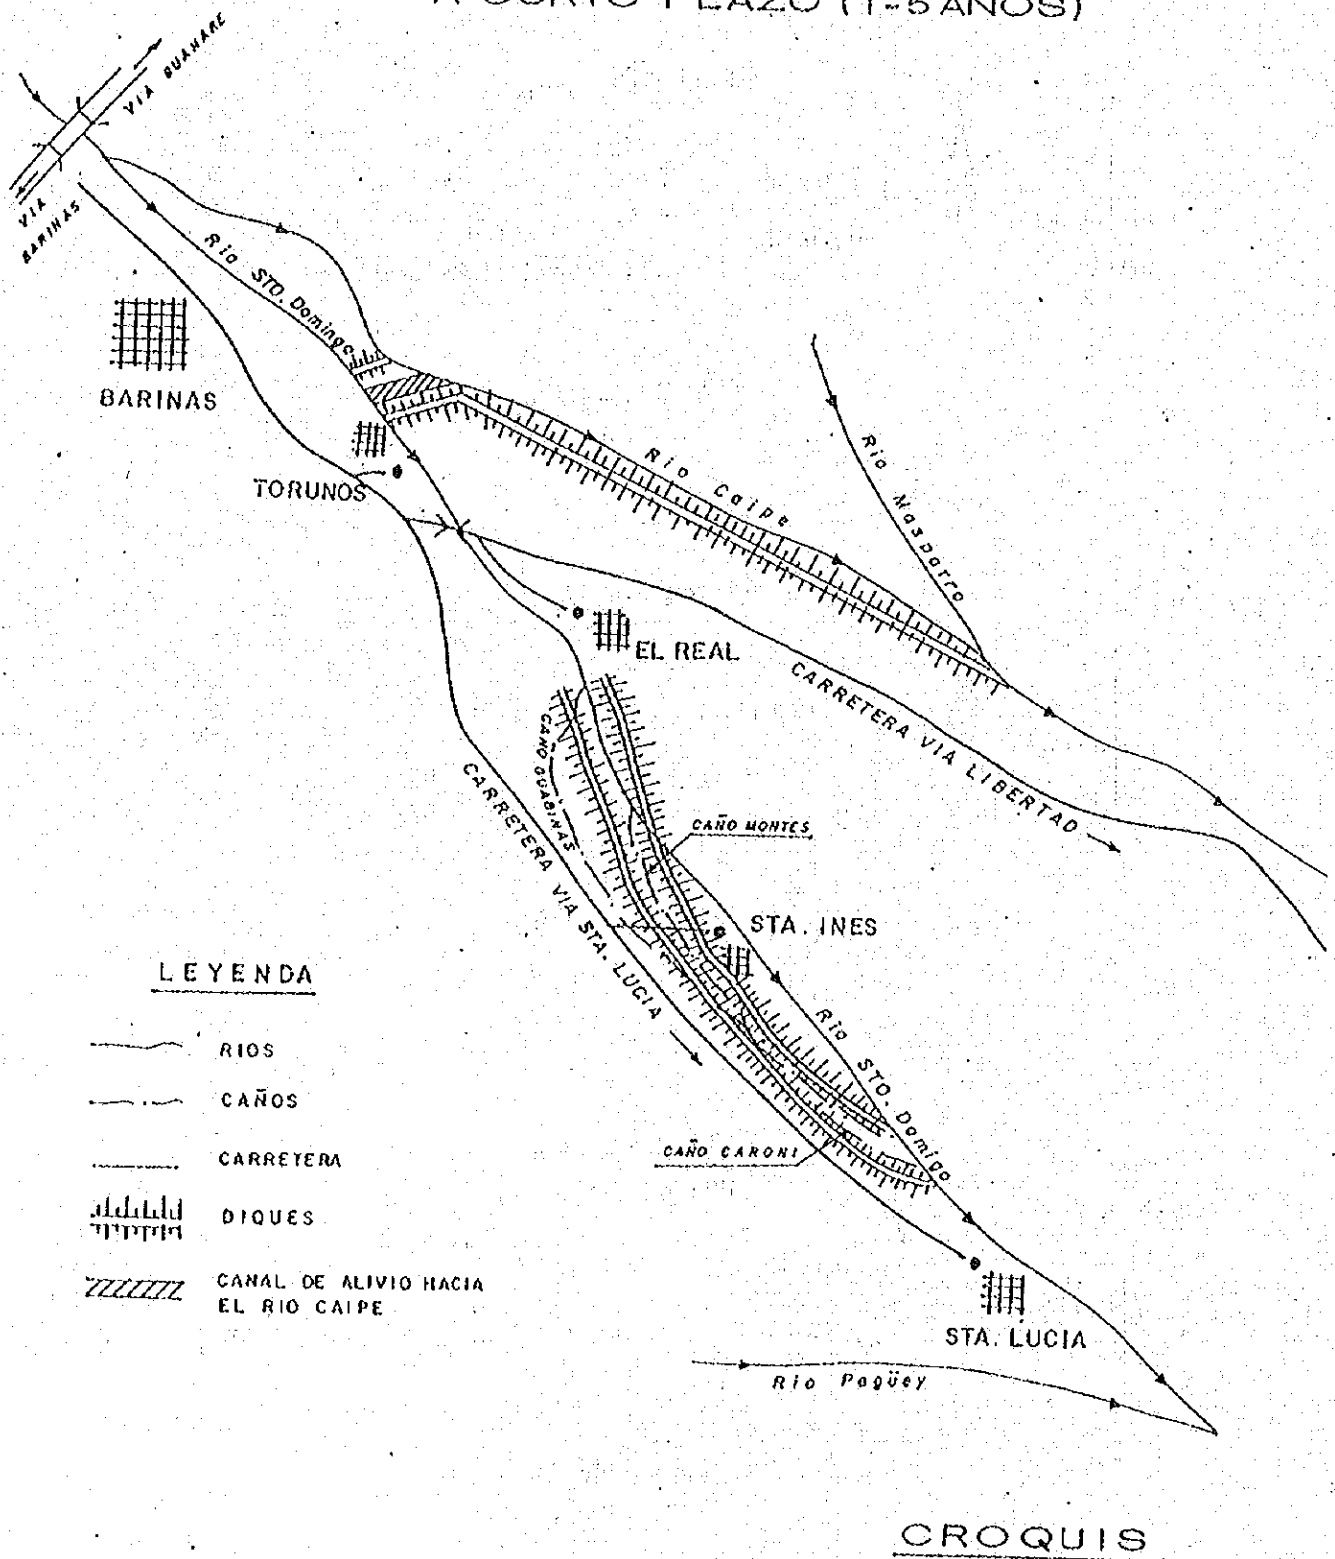 A CORTO PLAZO (1-5 AÑOS)
VIA GUANARE
VIA
BARINAS
Rio STO. Domingo
BARINAS
TORUNOS
Rio Caipe
Rio Masparro
EL REAL
CARRETERA VIA LIBERTAD
CAÑO GUABINAS
CARRETERA VIA STA. LUCIA
CAÑO MONTES
STA. INES
Rio STO. Domigo
CAÑO CARONI
LEYENDA
RIOS
CAÑOS
CARRETERA
DIQUES
CANAL DE ALIVIO HACIA
EL RIO CAIPE
STA. LUCIA
Rio Pagüey
CROQUIS